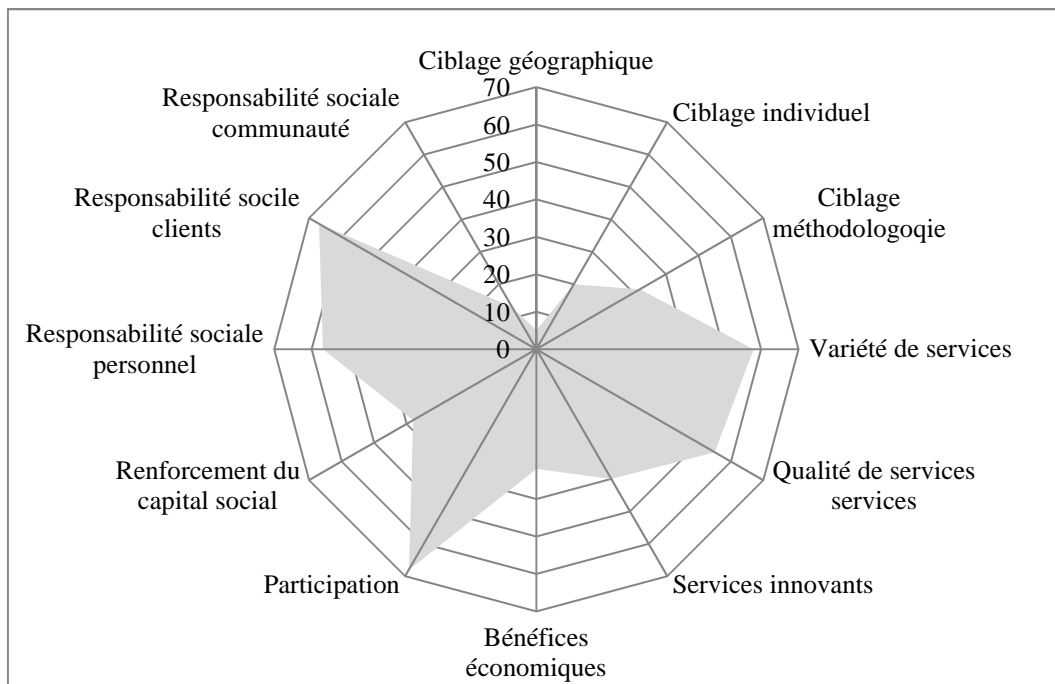 Ciblage géographique
70
60
50
40
30
20
10
0
Ciblage individuel
Ciblage
méthodologoqie
Variété de services
Qualité de services
services
Services innovants
Bénéfices
économiques
Participation
Renforcement du
capital social
Responsabilité sociale
personnel
Responsabilité socile
clients
Responsabilité sociale
communauté